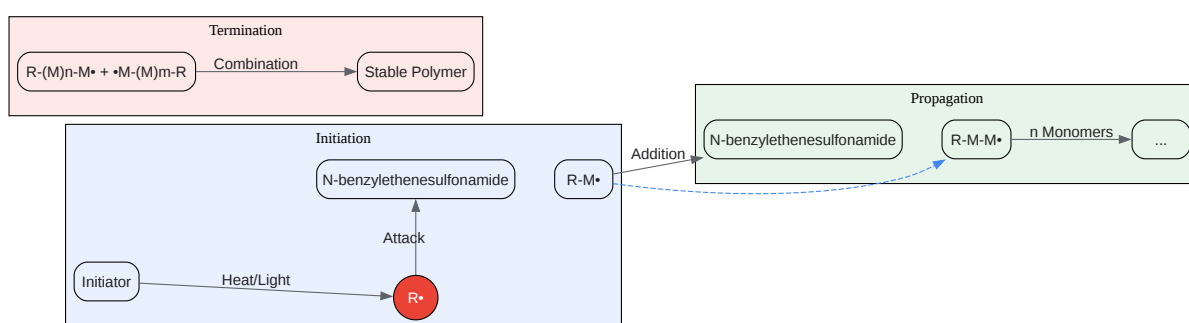 Termination
R-(M)n-M• + •M-(M)m-R
Combination
Stable Polymer
Initiation
N-benzylethenesulfonamide
R-M•
Attack
Initiator
Heat/Light
R•
Addition
Propagation
N-benzylethenesulfonamide
R-M-M•
n Monomers
...